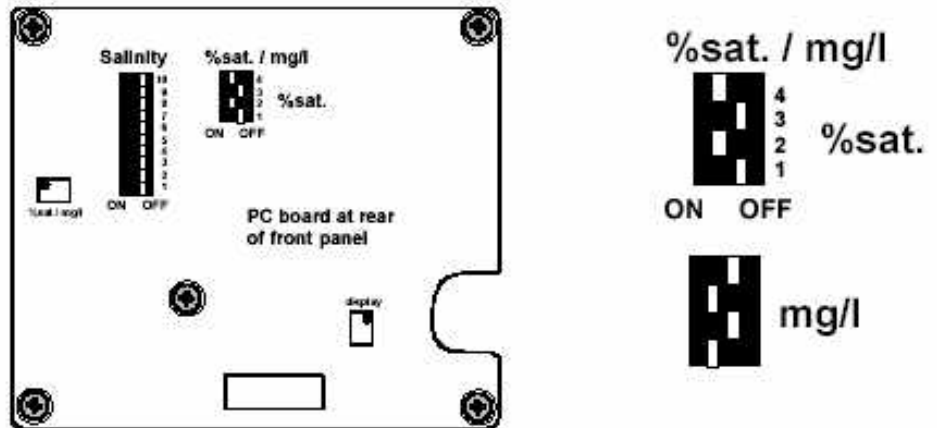 Salinity
10
9
8
7
6
5
4
3
2
1
ON OFF
%sat. / mg/l
4
3
2
1
%sat.
ON OFF
%sat. / mg/l
PC board at rear
of front panel
display
%sat. / mg/l
4
3
2
1
%sat.
ON OFF
mg/l